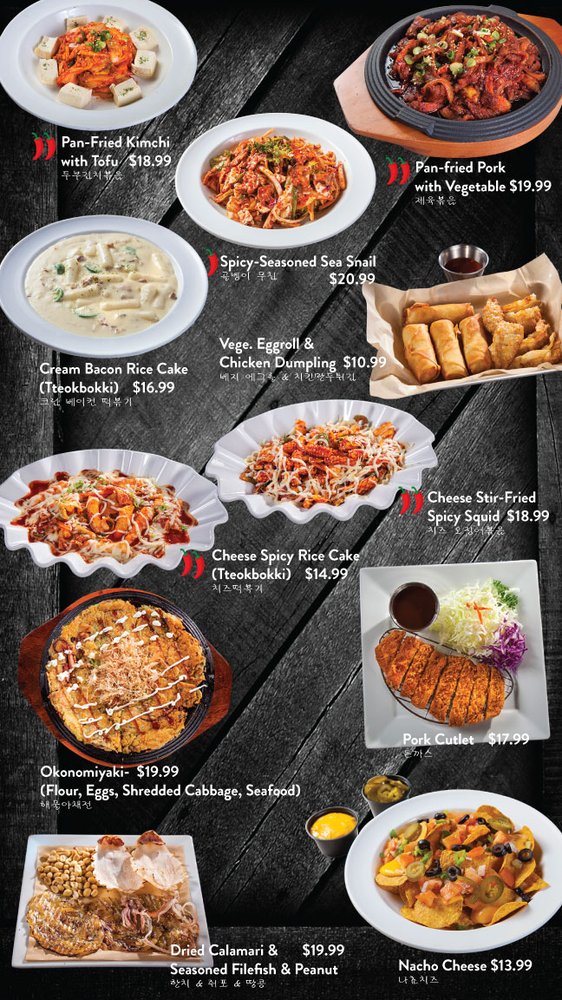 Pan-Fried Kimchi
with Tofu $18.99
두부김치볶음
Pan-fried Pork
with Vegetable $19.99
제육볶음
Spicy-Seasoned Sea Snail
골뱅이 무침 $20.99
Cream Bacon Rice Cake
(Tteokbokki) $16.99
크림 베이컨 떡볶기
Vege. Eggroll &
Chicken Dumpling $10.99
베지 에그롤 & 치킨만두튀김
Cheese Stir-Fried
Spicy Squid $18.99
치즈 오징어볶음
Cheese Spicy Rice Cake
(Tteokbokki) $14.99
치즈떡볶기
Pork Cutlet $17.99
돈까스
Okonomiyaki- $19.99
(Flour, Eggs, Shredded Cabbage, Seafood)
해물야채전
Dried Calamari & $19.99
Seasoned Filefish & Peanut
한치 & 쥐포 & 땅콩
Nacho Cheese $13.99
나쵸치즈